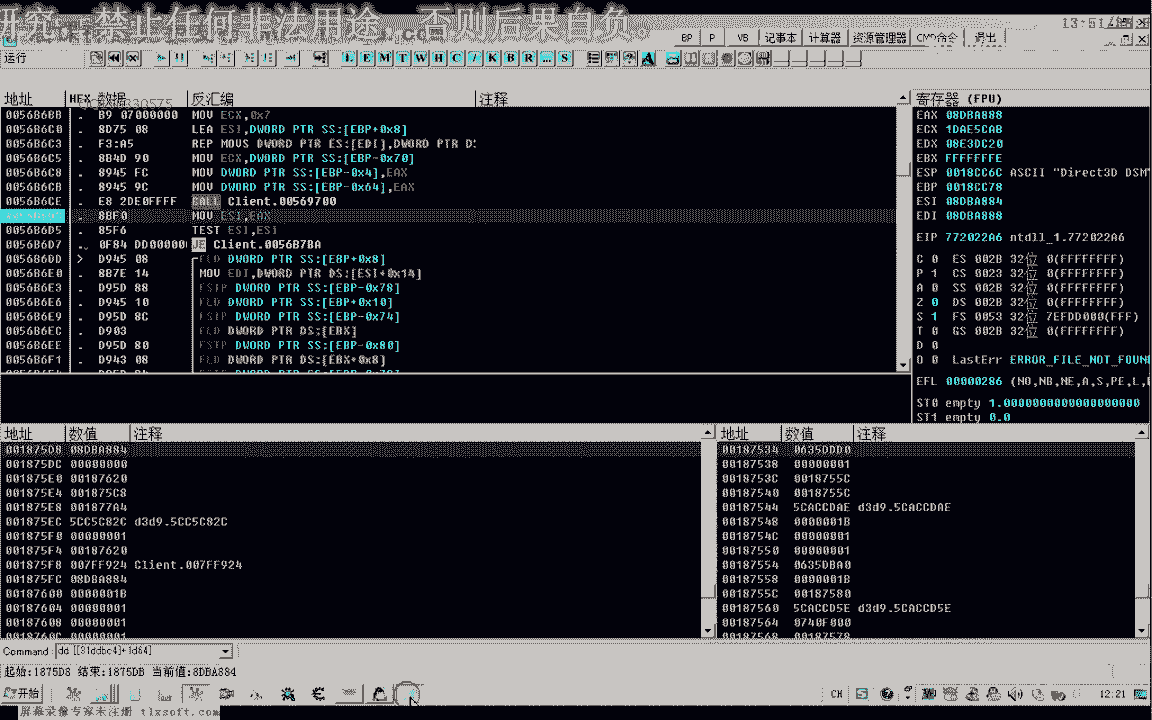 研究，禁止任何非法用途，否则后果自负。
13:51
BP P VB 记事本 计算器 资源管理器 CMD命令 退出
运行
L E M T W H C K B R ... S
地址 HEX 数据 反汇编 注释
0056B6BB . B9 07000000 MOV ECX,0x7
0056B6C0 . 8D75 08 LEA ESI,DWORD PTR SS:[EBP+0x8]
0056B6C3 . F3:A5 REP MOVS DWORD PTR ES:[EDI],DWORD PTR D:
0056B6C5 . 8B4D 90 MOV ECX,DWORD PTR SS:[EBP-0x70]
0056B6C8 . 8945 FC MOV DWORD PTR SS:[EBP-0x4],EAX
0056B6CB . 8945 9C MOV DWORD PTR SS:[EBP-0x64],EAX
0056B6CE . E8 2DE0FFFF CALL Client.00569700
. 8BF0 MOV ESI,EAX
0056B6D5 . 85F6 TEST ESI,ESI
0056B6D7 . 0F84 DD00000 JE Client.0056B7BA
0056B6DD > D945 08 FLD DWORD PTR SS:[EBP+0x8]
0056B6E0 . 8B7E 14 MOV EDI,DWORD PTR DS:[ESI+0x14]
0056B6E3 . D95D 88 FSTP DWORD PTR SS:[EBP-0x78]
0056B6E6 . D945 10 FLD DWORD PTR SS:[EBP+0x10]
0056B6E9 . D95D 8C FSTP DWORD PTR SS:[EBP-0x74]
0056B6EC . D903 FLD DWORD PTR DS:[EBX]
0056B6EE . D95D 80 FSTP DWORD PTR SS:[EBP-0x80]
0056B6F1 . D943 08 FLD DWORD PTR DS:[EBX+0x8]
寄存器 (FPU)
EAX 08DBA888
ECX 1DAE5CAB
EDX 08E3DC20
EBX FFFFFFFE
ESP 0018CC6C ASCII "Direct3D DSM"
EBP 0018CC78
ESI 08DBA884
EDI 08DBA888
EIP 772022A6 ntdll_1.772022A6
C 0 ES 002B 32位 0(FFFFFFFF)
P 1 CS 0023 32位 0(FFFFFFFF)
A 0 SS 002B 32位 0(FFFFFFFF)
Z 0 DS 002B 32位 0(FFFFFFFF)
S 1 FS 0053 32位 7EFDD000(FFF)
T 0 GS 002B 32位 0(FFFFFFFF)
D 0
O 0 LastErr ERROR_FILE_NOT_FOUN
EFL 00000286 (NO,NB,NE,A,S,PE,L,
ST0 empty 1.0000000000000000000
ST1 empty 0.0
地址 数值 注释
001875D8 08DBA884
001875DC 00000000
001875E0 00187620
001875E4 001875C8
001875E8 001877A4
001875EC 5CC5C82C d3d9.5CC5C82C
001875F0 00000001
001875F4 00187620
001875F8 007FF924 Client.007FF924
001875FC 08DBA884
00187600 0000001B
00187604 00000001
00187608 00000001
0018760C 00000001
地址 数值 注释
00187534 0635DDD0
00187538 00000001
0018753C 0018755C
00187540 0018755C
00187544 5CACCDAE d3d9.5CACCDAE
00187548 0000001B
0018754C 00000001
00187550 00000001
00187554 0635DBA0
00187558 0000001B
0018755C 00187580
00187560 5CACCD5E d3d9.5CACCD5E
00187564 0740F800
00187568 00187578
Command: dd [[31ddbc4]+1d64]
起始:1875D8 结束:1875DB 当前值:8DBA884
开始 CH 12:21
屏幕录像专家未注册 tlxsoft.com